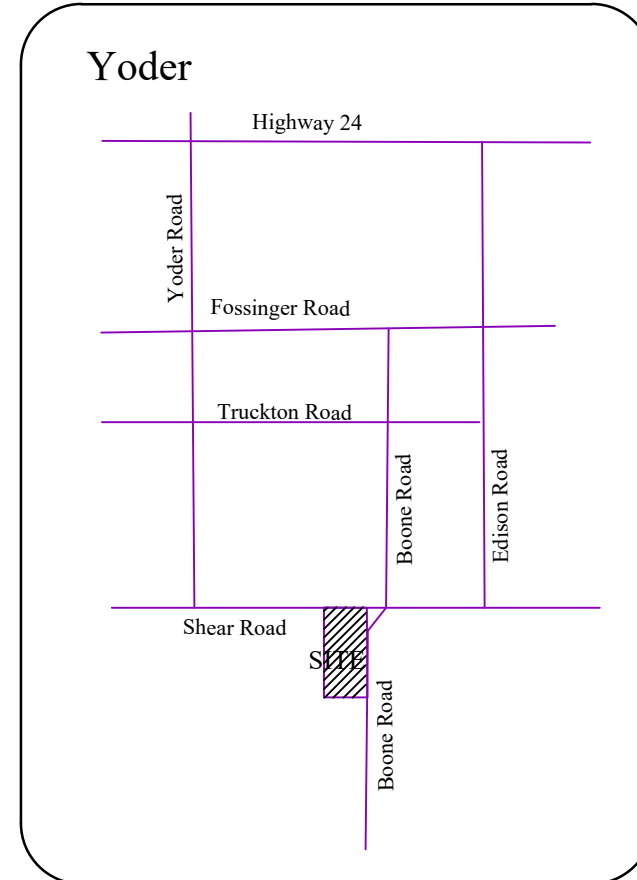 Yoder
Highway 24
Yoder Road
Fossinger Road
Truckton Road
Boone Road
Edison Road
Shear Road
SITE
Boone Road